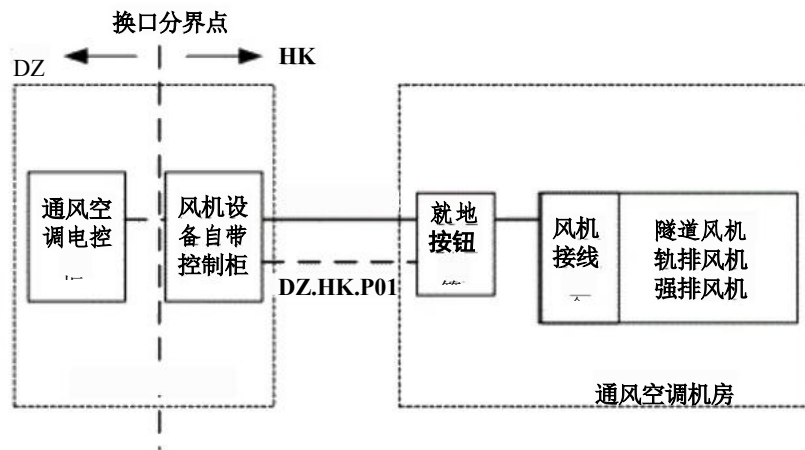 换口分界点
DZ
HK
通风空
调电控
风机设
备自带
控制柜
DZ.HK.P01
就地
按钮
风机
接线
隧道风机
轨排风机
强排风机
通风空调机房